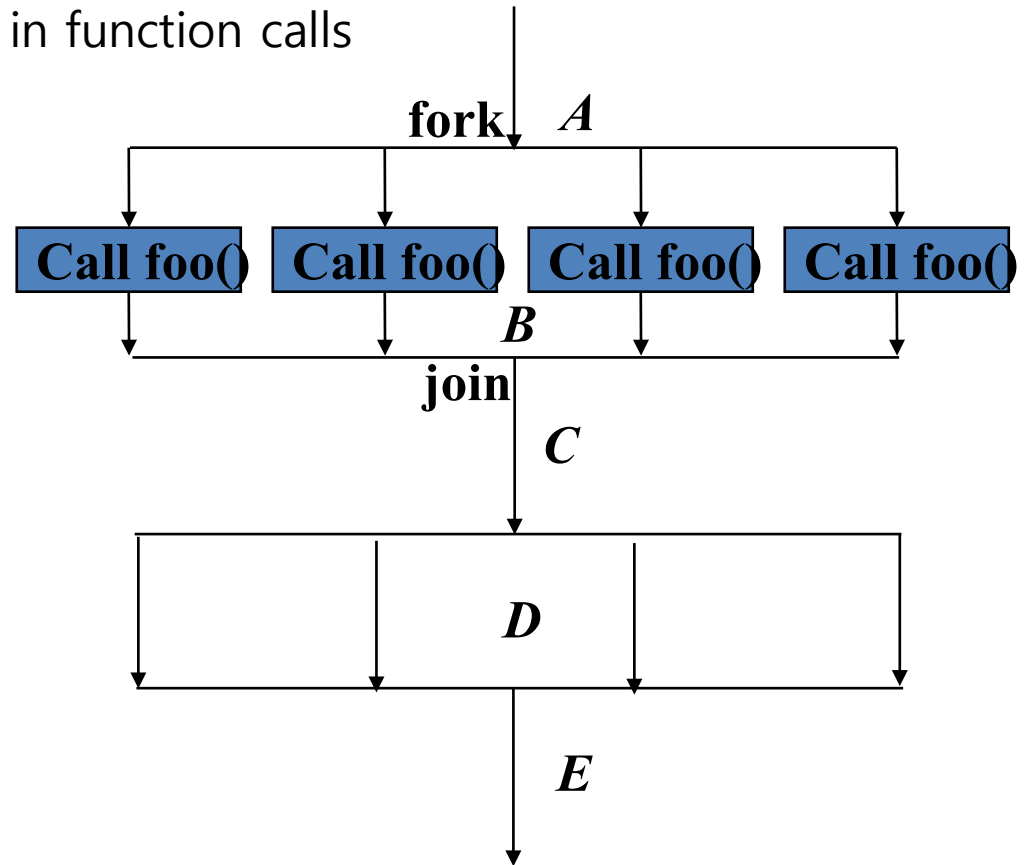 in function calls
fork A
Call foo() Call foo() Call foo() Call foo()
B
join
C
D
E